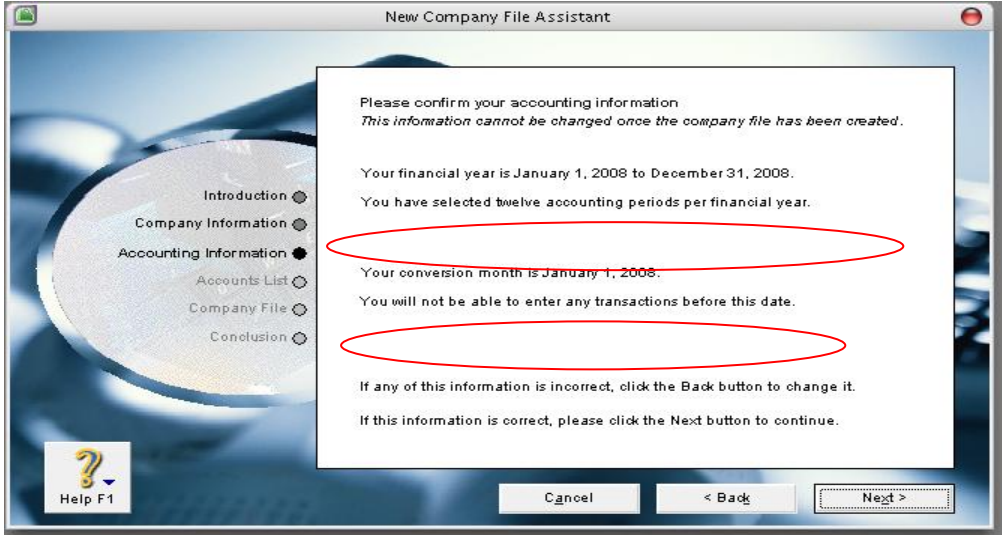 New Company File Assistant
Please confirm your accounting information
This information cannot be changed once the company file has been created.
Your financial year is January 1, 2008 to December 31, 2008.
You have selected twelve accounting periods per financial year.
Your conversion month is January 1, 2008.
You will not be able to enter any transactions before this date.
If any of this information is incorrect, click the Back button to change it.
If this information is correct, please click the Next button to continue.
Introduction
Company Information
Accounting Information
Accounts List
Company File
Conclusion
Help F1
Cancel
< Back
Next >